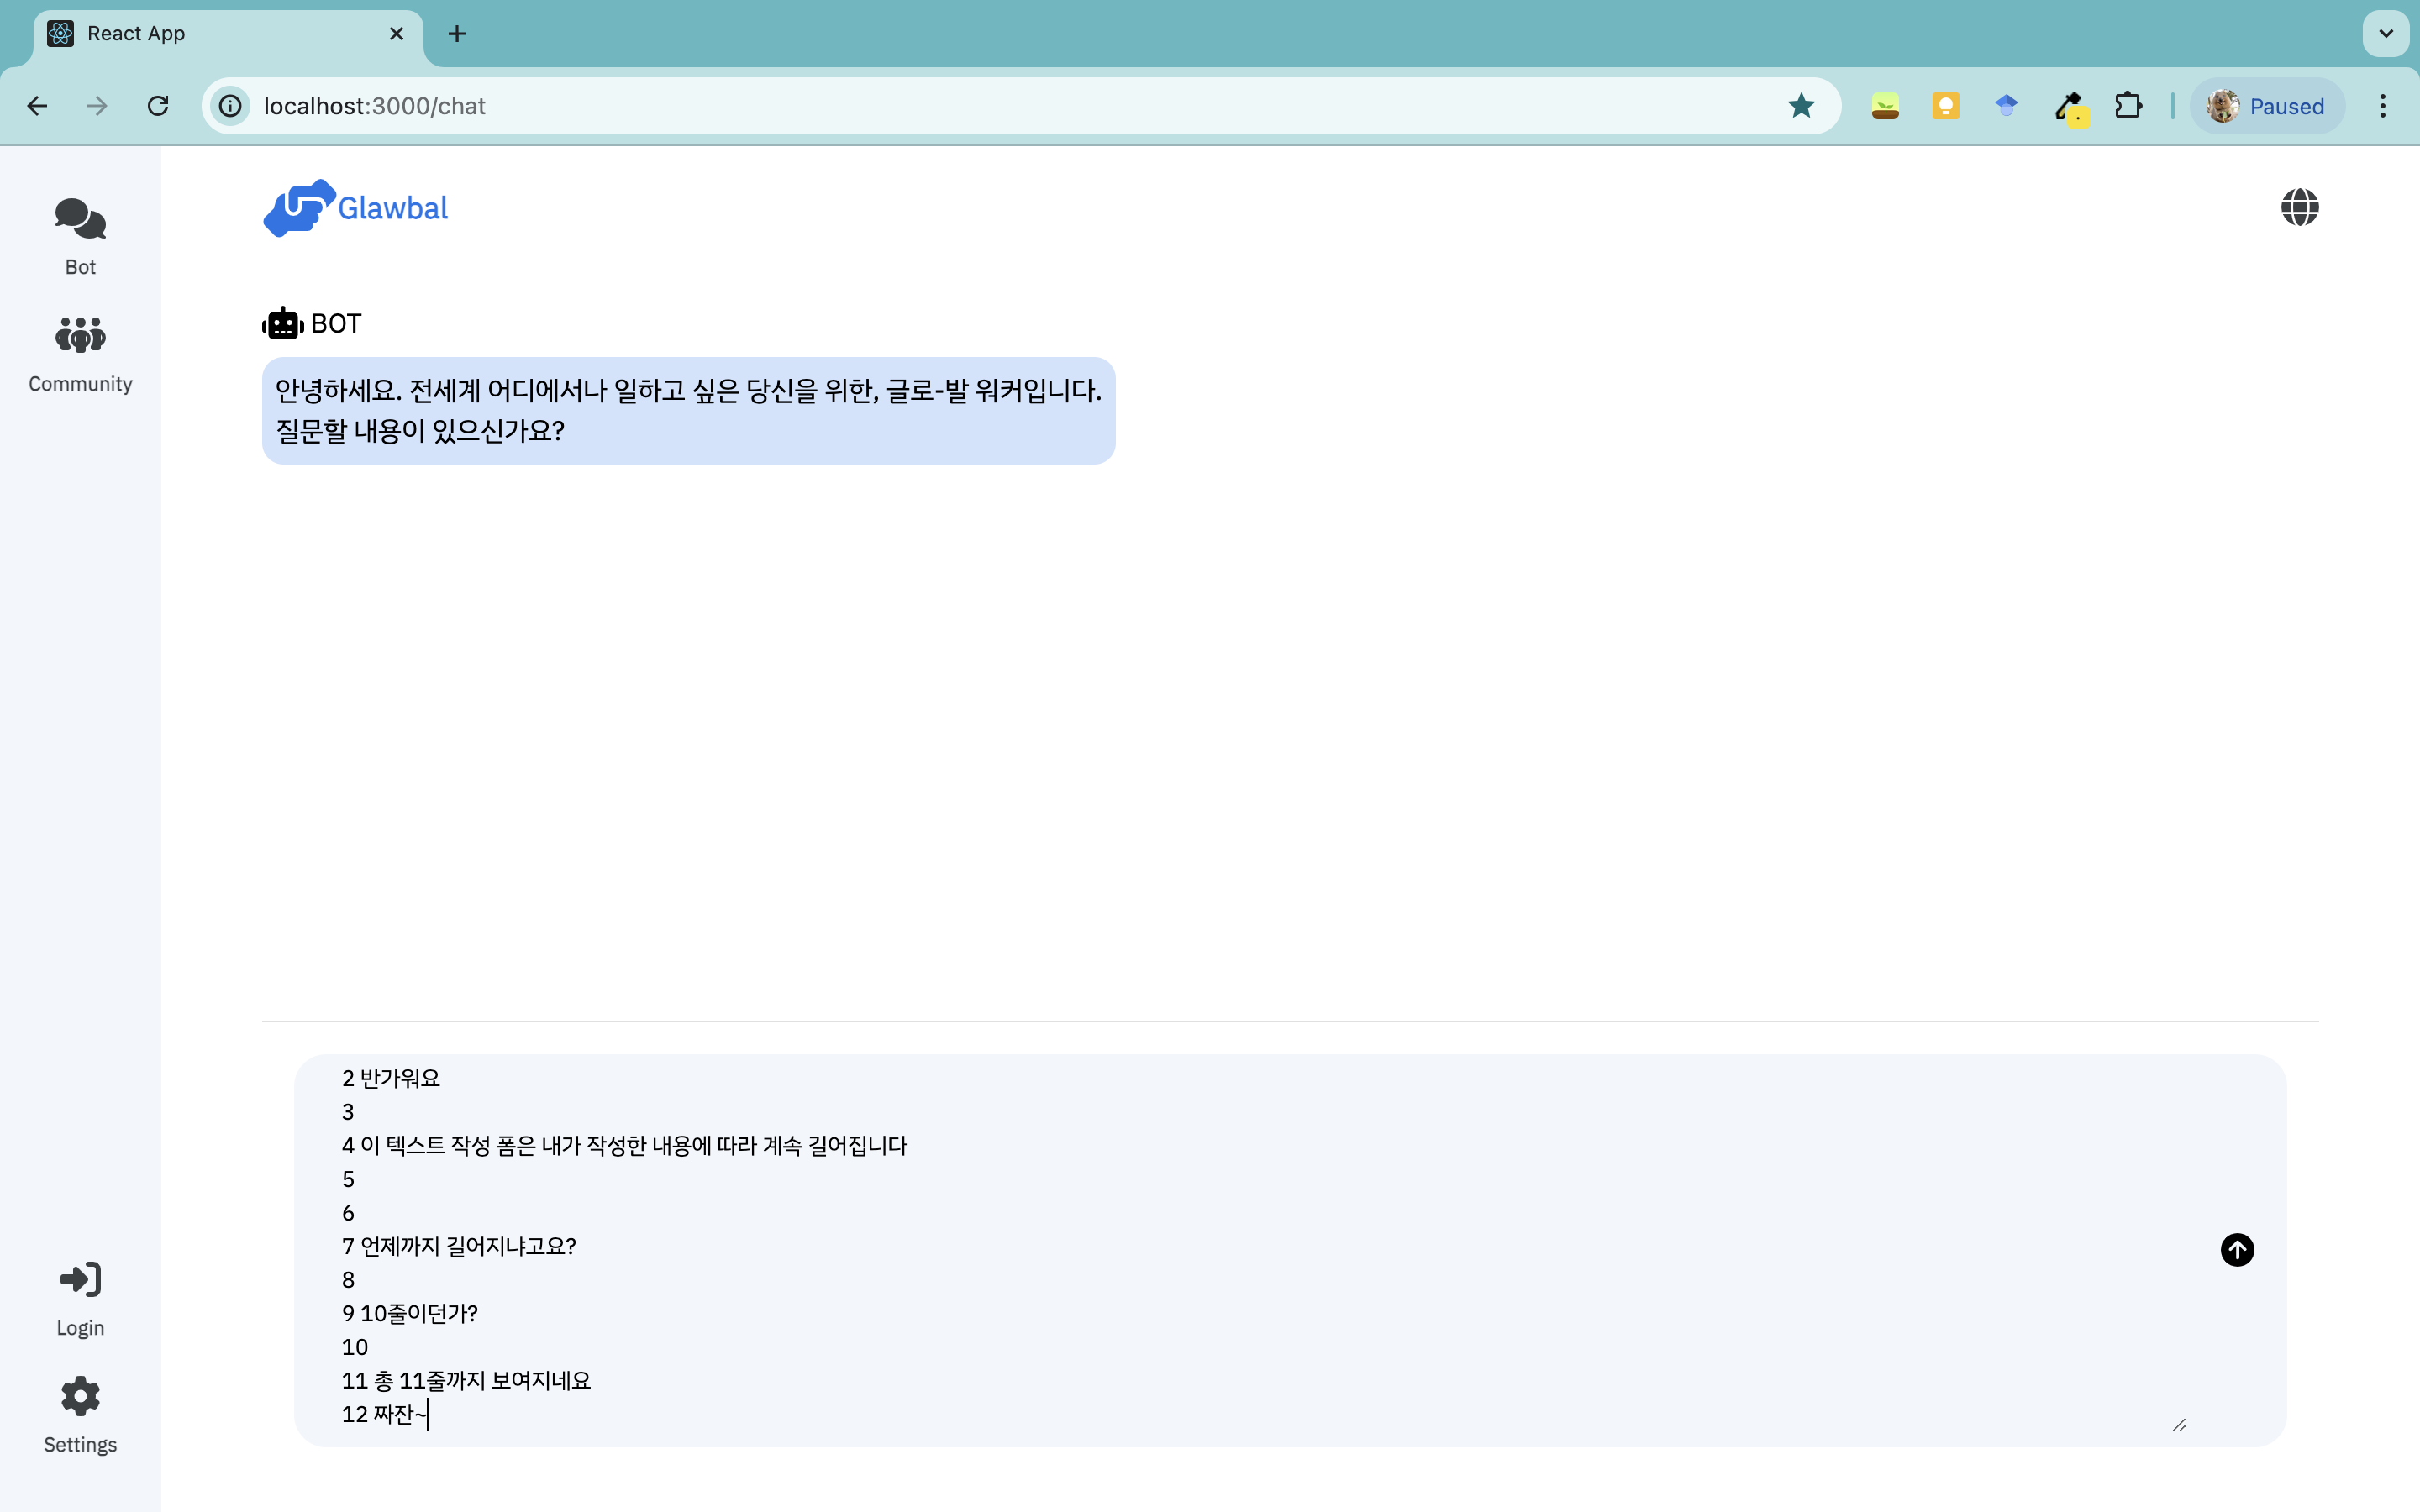 React App
localhost:3000/chat
Paused
Bot
Community
Glawbal
BOT
안녕하세요. 전세계 어디에서나 일하고 싶은 당신을 위한, 글로-발 워커입니다.
질문할 내용이 있으신가요?
2 반가워요
3
4 이 텍스트 작성 폼은 내가 작성한 내용에 따라 계속 길어집니다
5
6
7 언제까지 길어지냐고요?
8
9 10줄이던가?
10
11 총 11줄까지 보여지네요
12 짜잔~
Login
Settings